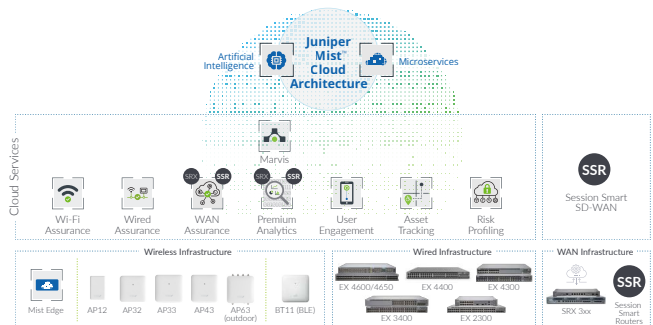 Juniper
Mist™
Cloud
Architecture
Artificial
Intelligence
Microservices
Cloud Services
Marvis
SRX SSR
SRX SSR
Wi-Fi
Assurance
Wired
Assurance
WAN
Assurance
Premium
Analytics
User
Engagement
Asset
Tracking
Risk
Profiling
SSR
Session Smart
SD-WAN
Wireless Infrastructure
Mist Edge
AP12
AP32
AP33
AP43
AP63
(outdoor)
BT11 (BLE)
Wired Infrastructure
EX 4600/4650
EX 4400
EX 4300
EX 3400
EX 2300
WAN Infrastructure
SRX 3xx
SSR
Session
Smart
Routers